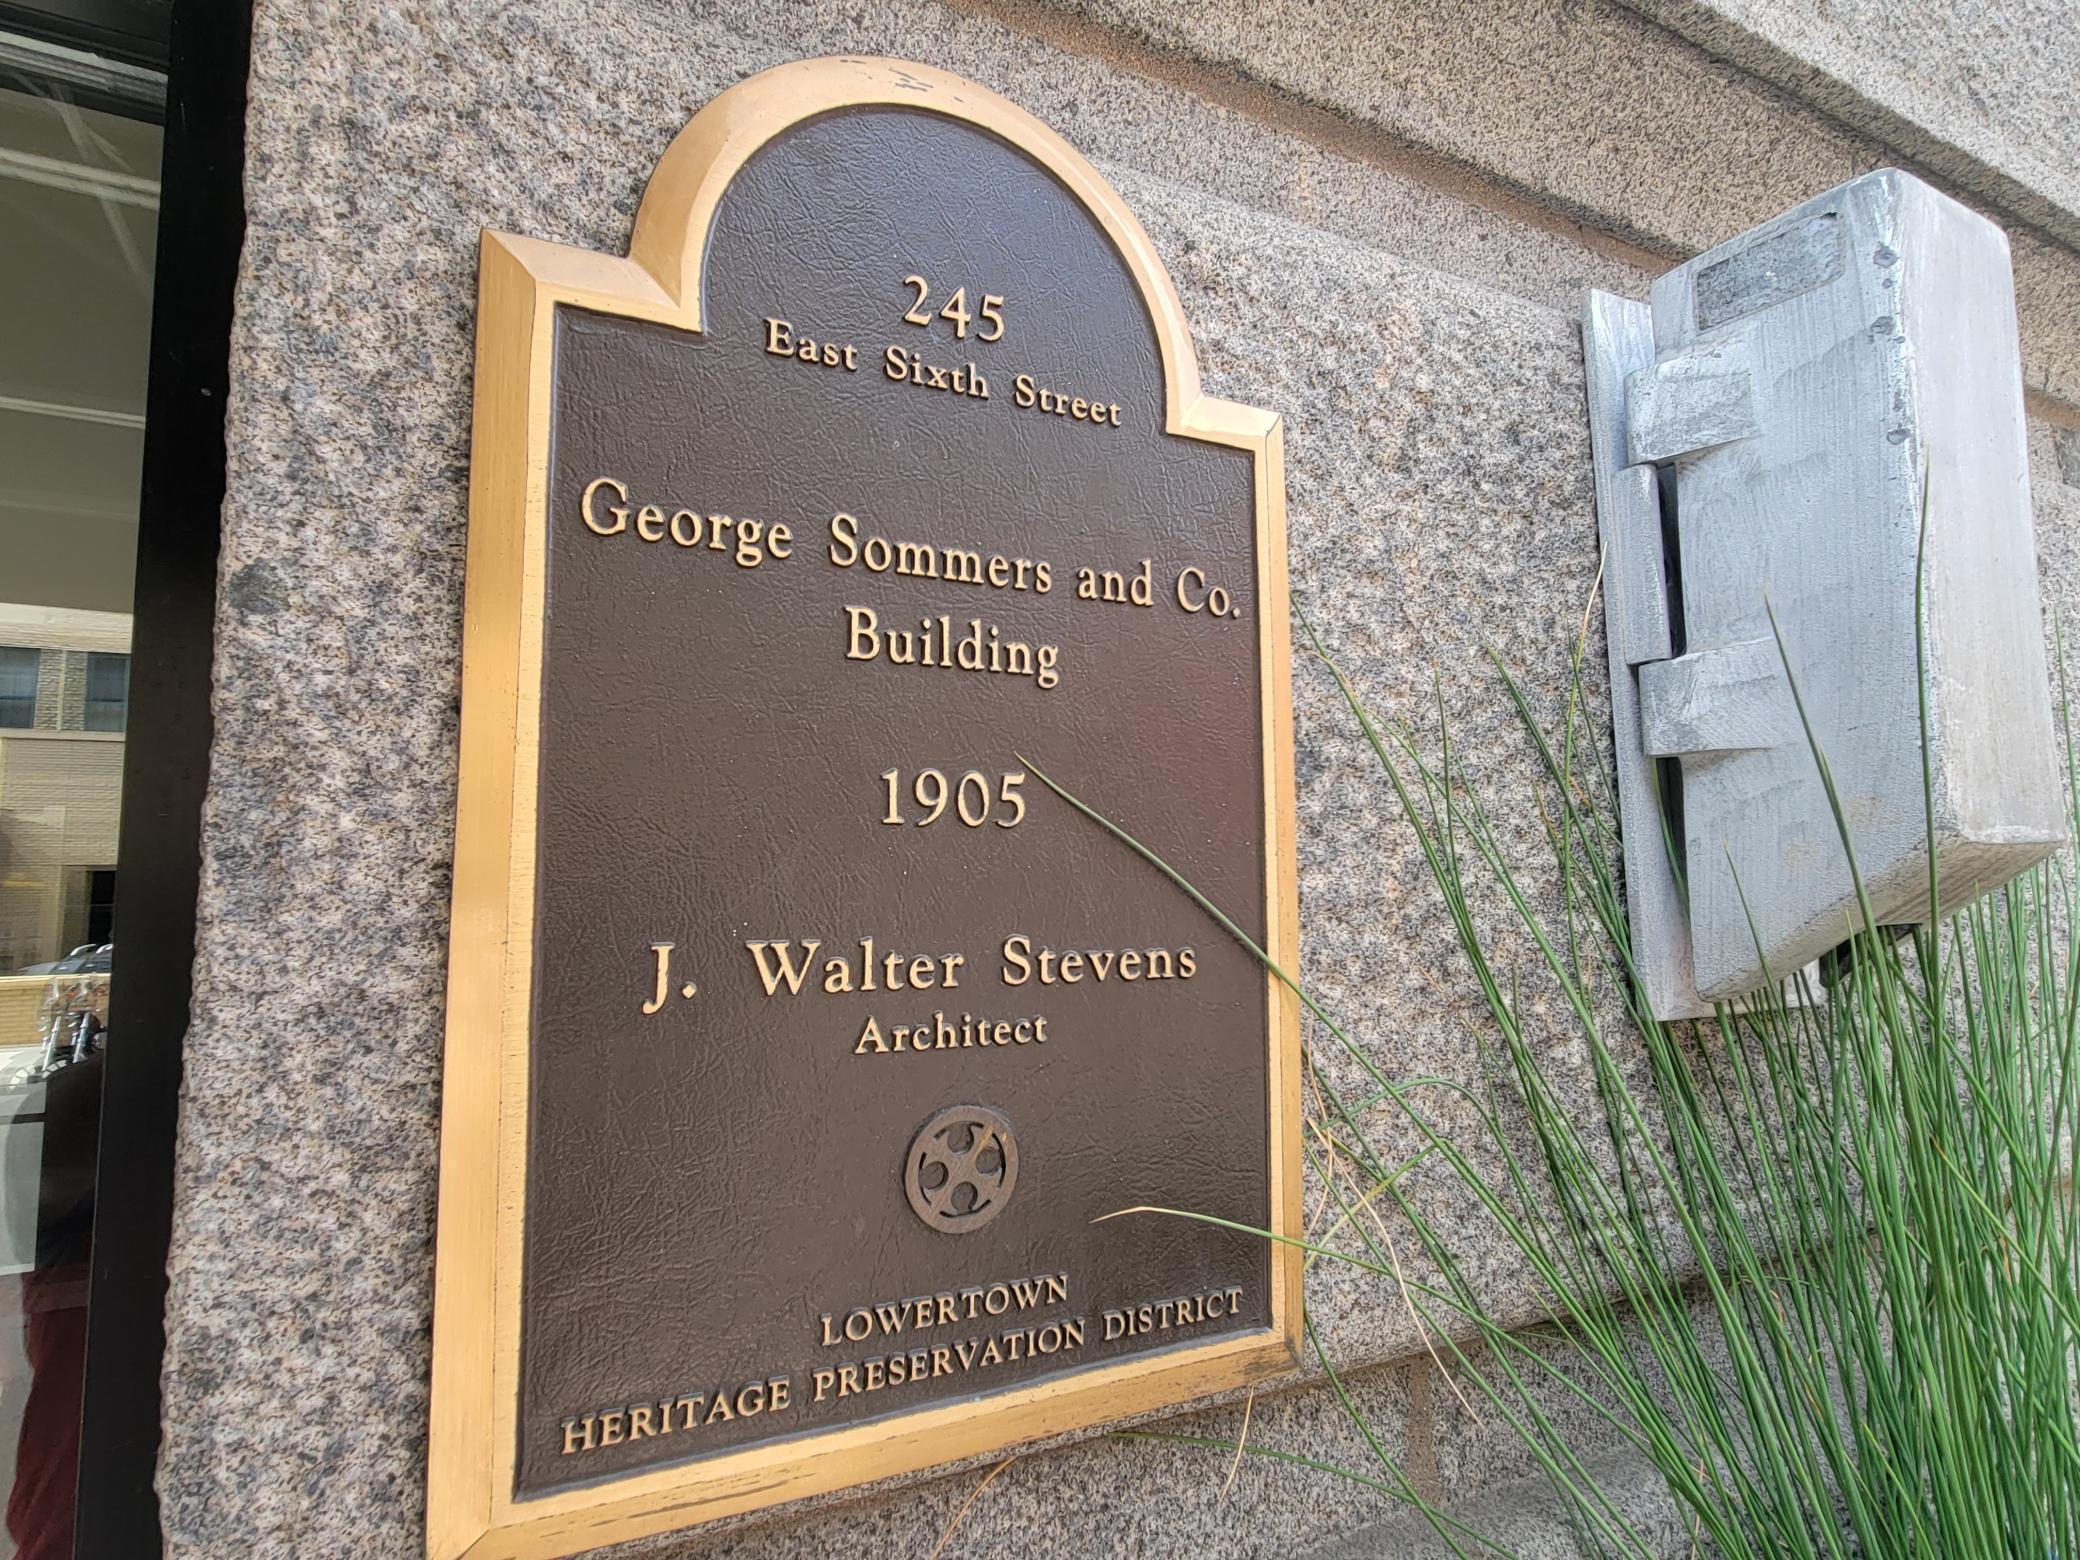 245
East Sixth Street
George Sommers and Co.
Building
1905
J. Walter Stevens
Architect
LOWERTOWN
HERITAGE PRESERVATION DISTRICT